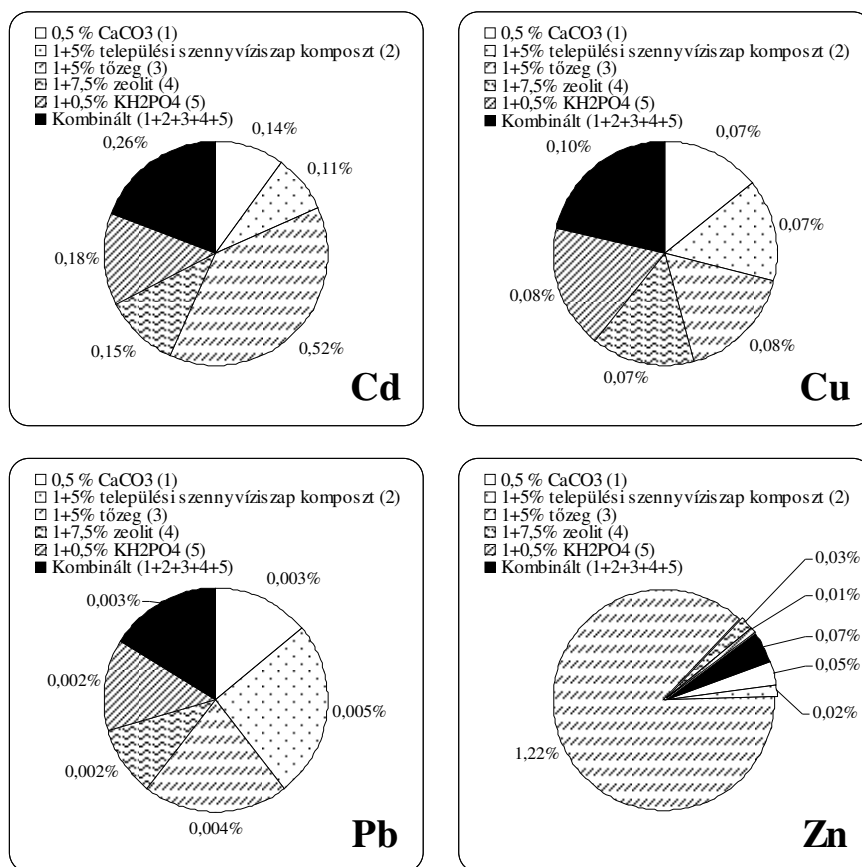 0,5 % CaCO3 (1)
1+5% települési szennyvíziszap komposzt (2)
1+5% tőzeg (3)
1+7,5% zeolit (4)
1+0,5% KH2PO4 (5)
Kombinált (1+2+3+4+5)
0,26%
0,14%
0,11%
0,18%
0,15%
0,52%
Cd
0,5 % CaCO3 (1)
1+5% települési szennyvíziszap komposzt (2)
1+5% tőzeg (3)
1+7,5% zeolit (4)
1+0,5% KH2PO4 (5)
Kombinált (1+2+3+4+5)
0,10%
0,07%
0,07%
0,08%
0,08%
0,07%
Cu
0,5 % CaCO3 (1)
1+5% települési szennyvíziszap komposzt (2)
1+5% tőzeg (3)
1+7,5% zeolit (4)
1+0,5% KH2PO4 (5)
Kombinált (1+2+3+4+5)
0,003%
0,003%
0,002%
0,005%
0,002%
0,004%
Pb
0,5 % CaCO3 (1)
1+5% települési szennyvíziszap komposzt (2)
1+5% tőzeg (3)
1+7,5% zeolit (4)
1+0,5% KH2PO4 (5)
Kombinált (1+2+3+4+5)
0,03%
0,01%
0,07%
0,05%
0,02%
1,22%
Zn